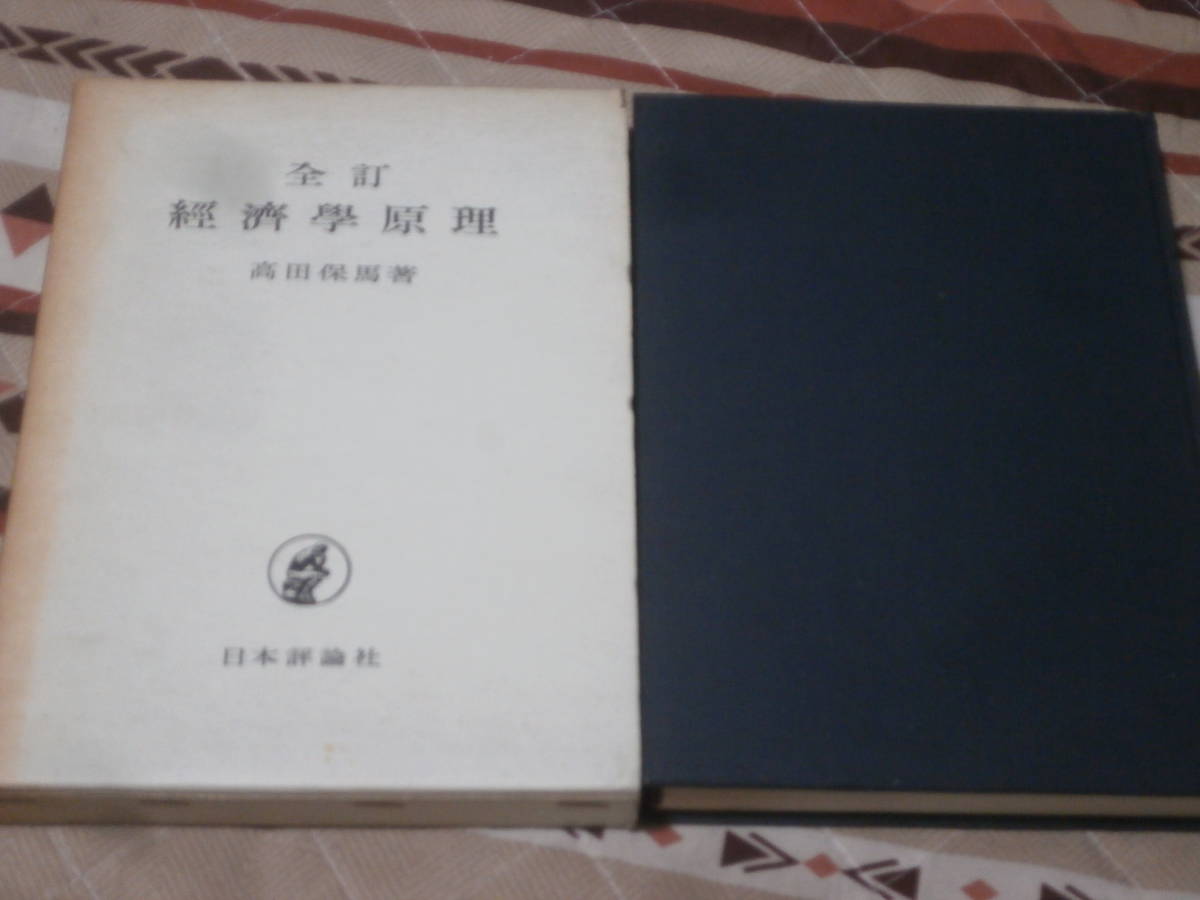 全訂
經濟學原理
高田保馬著
日本評論社